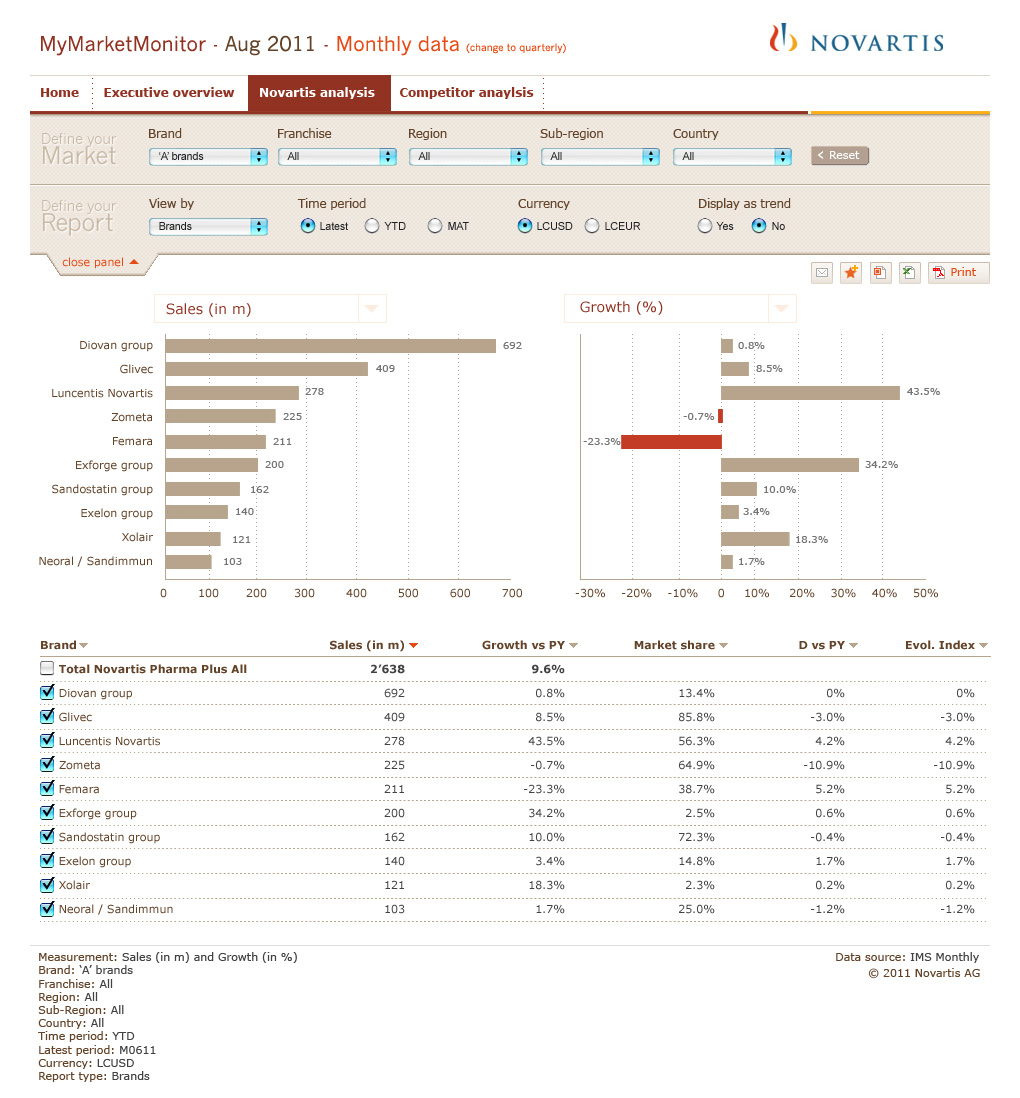 MyMarketMonitor - Aug 2011 - Monthly data (change to quarterly)
NOVARTIS
Home Executive overview Novartis analysis Competitor anaylsis
Define your Market
Brand Franchise Region Sub-region Country
‘A’ brands All All All All < Reset
Define your Report
View by Time period Currency Display as trend
Brands Latest YTD MAT LCUSD LCEUR Yes No
close panel
Print
Sales (in m)
Diovan group 692
Glivec 409
Luncentis Novartis 278
Zometa 225
Femara 211
Exforge group 200
Sandostatin group 162
Exelon group 140
Xolair 121
Neoral / Sandimmun 103
0 100 200 300 400 500 600 700
Growth (%)
0.8%
8.5%
43.5%
-0.7%
-23.3%
34.2%
10.0%
3.4%
18.3%
1.7%
-30% -20% -10% 0 10% 20% 30% 40% 50%
Brand Sales (in m) Growth vs PY Market share D vs PY Evol. Index
Total Novartis Pharma Plus All 2’638 9.6%
Diovan group 692 0.8% 13.4% 0% 0%
Glivec 409 8.5% 85.8% -3.0% -3.0%
Luncentis Novartis 278 43.5% 56.3% 4.2% 4.2%
Zometa 225 -0.7% 64.9% -10.9% -10.9%
Femara 211 -23.3% 38.7% 5.2% 5.2%
Exforge group 200 34.2% 2.5% 0.6% 0.6%
Sandostatin group 162 10.0% 72.3% -0.4% -0.4%
Exelon group 140 3.4% 14.8% 1.7% 1.7%
Xolair 121 18.3% 2.3% 0.2% 0.2%
Neoral / Sandimmun 103 1.7% 25.0% -1.2% -1.2%
Measurement: Sales (in m) and Growth (in %)
Brand: ‘A’ brands
Franchise: All
Region: All
Sub-Region: All
Country: All
Time period: YTD
Latest period: M0611
Currency: LCUSD
Report type: Brands
Data source: IMS Monthly
© 2011 Novartis AG